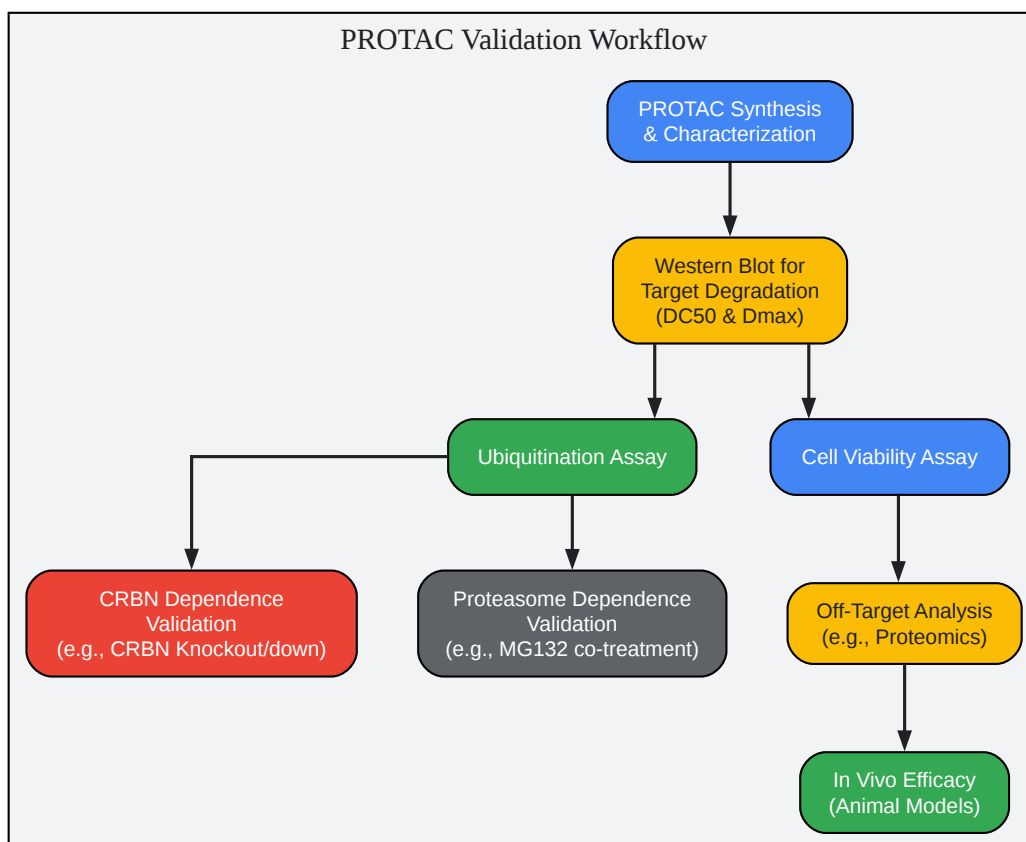 PROTAC Validation Workflow
PROTAC Synthesis
& Characterization
Western Blot for
Target Degradation
(DC50 & Dmax)
Ubiquitination Assay
Cell Viability Assay
CRBN Dependence
Validation
(e.g., CRBN Knockout/down)
Proteasome Dependence
Validation
(e.g., MG132 co-treatment)
Off-Target Analysis
(e.g., Proteomics)
In Vivo Efficacy
(Animal Models)